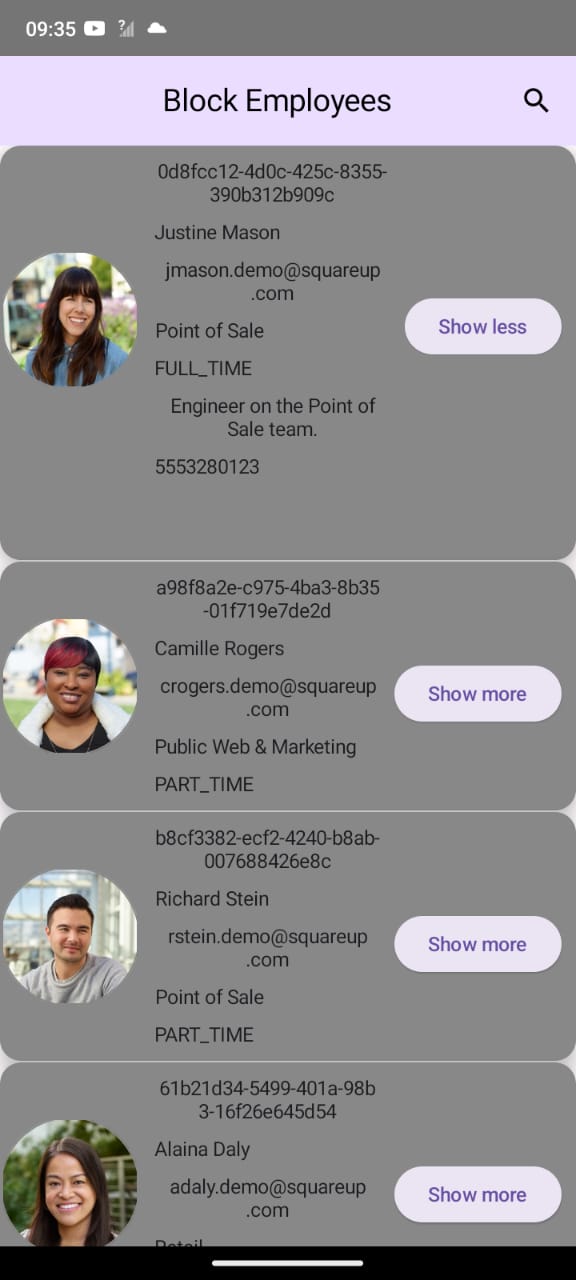 09:35
Block Employees
0d8fcc12-4d0c-425c-8355-
390b312b909c
Justine Mason
jmason.demo@squareup
.com
Point of Sale
Show less
FULL_TIME
Engineer on the Point of
Sale team.
5553280123
a98f8a2e-c975-4ba3-8b35
-01f719e7de2d
Camille Rogers
crogers.demo@squareup
.com
Show more
Public Web & Marketing
PART_TIME
b8cf3382-ecf2-4240-b8ab-
007688426e8c
Richard Stein
rstein.demo@squareup
.com
Show more
Point of Sale
PART_TIME
61b21d34-5499-401a-98b
3-16f26e645d54
Alaina Daly
adaly.demo@squareup
.com
Show more
Retail